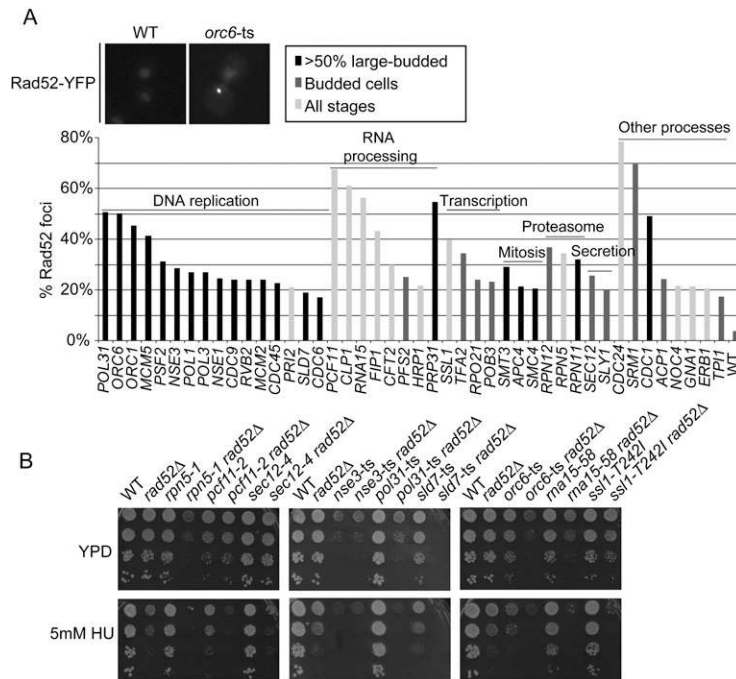 A
WT orc6-ts
Rad52-YFP
>50% large-budded
Budded cells
All stages
% Rad52 foci
80%
60%
40%
20%
0%
DNA replication
RNA
processing
Transcription
Mitosis
Proteasome
Secretion
Other processes
POL31 ORC6 ORC1 MCM5 PSF2 NSE3 POL1 POL3 NSE1 CDC9 RVB2 MCM2 CDC45 PRI2 SLD7 CDC6 PCF11 CLP1 RNA15 FIP1 CFT2 PFS2 HRP1 PRP31 SSL1 TFA2 RPO21 POB3 SMT3 APC4 SMC4 RPN12 RPN5 RPN11 SEC12 SLY1 CDC24 SRM1 CDC1 ACP1 NOC4 GNA1 ERB1 TPI1 WT
B
WT rad52Δ rpn5-1 rpn5-1 rad52Δ pcf11-2 pcf11-2 rad52Δ sec12-4 sec12-4 rad52Δ
WT rad52Δ nse3-ts nse3-ts rad52Δ pol31-ts pol31-ts rad52Δ sld7-ts sld7-ts rad52Δ
WT rad52Δ orc6-ts orc6-ts rad52Δ rna15-58 rna15-58 rad52Δ ssl1-T242I ssl1-T242I rad52Δ
YPD
5mM HU